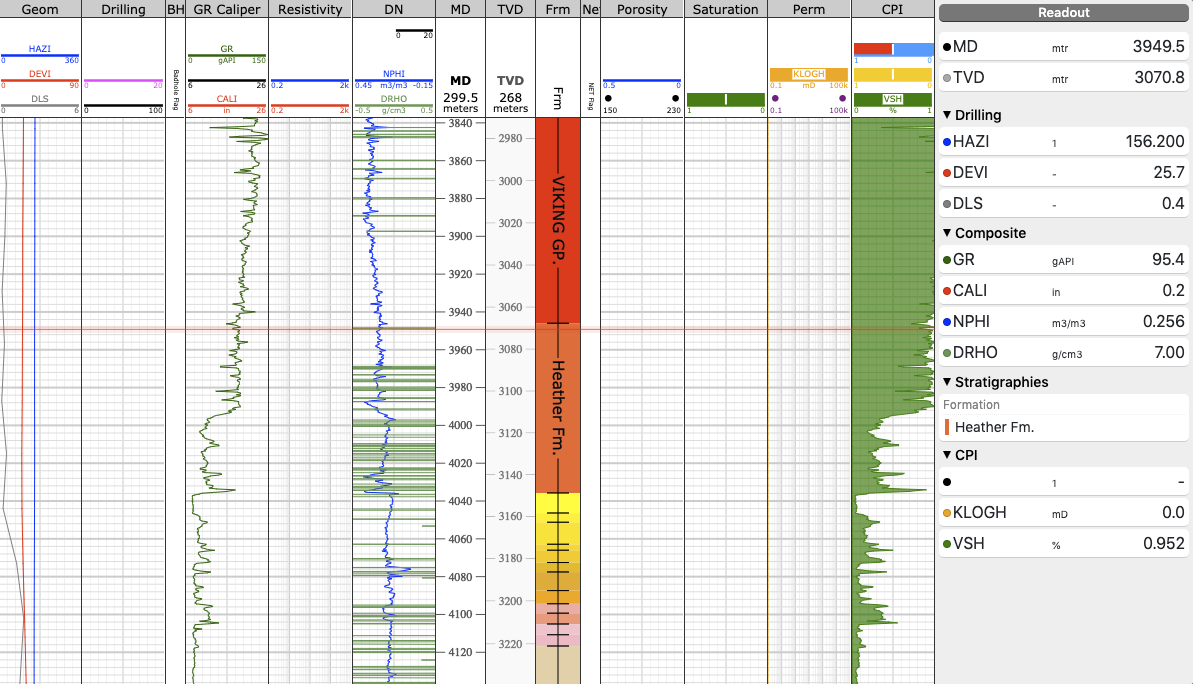 Geom Drilling BH GR Caliper Resistivity DN MD TVD Frm Net Porosity Saturation Perm CPI
0 20
HAZI
0 360
DEVI
0 90
DLS
0 6
0 20
0 100
Badhole Flag
GR
0 gAPI 150
6 26
CALI
6 in 26
0.2 2k
0.2 2k
NPHI
0.45 m3/m3 -0.15
DRHO
-0.5 g/cm3 0.5
MD
299.5
meters
TVD
268
meters
Frm
NET Flag
0.5 0
150 230
1 0
KLOGH
0.1 mD 100k
0.1 100k
1 0
1 0
VSH
0 % 1
3840
3860
3880
3900
3920
3940
3960
3980
4000
4020
4040
4060
4080
4100
4120
2980
3000
3020
3040
3060
3080
3100
3120
3140
3160
3180
3200
3220
VIKING GP.
Heather Fm.
Readout
MD mtr 3949.5
TVD mtr 3070.8
Drilling
HAZI 1 156.200
DEVI - 25.7
DLS - 0.4
Composite
GR gAPI 95.4
CALI in 0.2
NPHI m3/m3 0.256
DRHO g/cm3 7.00
Stratigraphies
Formation
Heather Fm.
CPI
1 -
KLOGH mD 0.0
VSH % 0.952